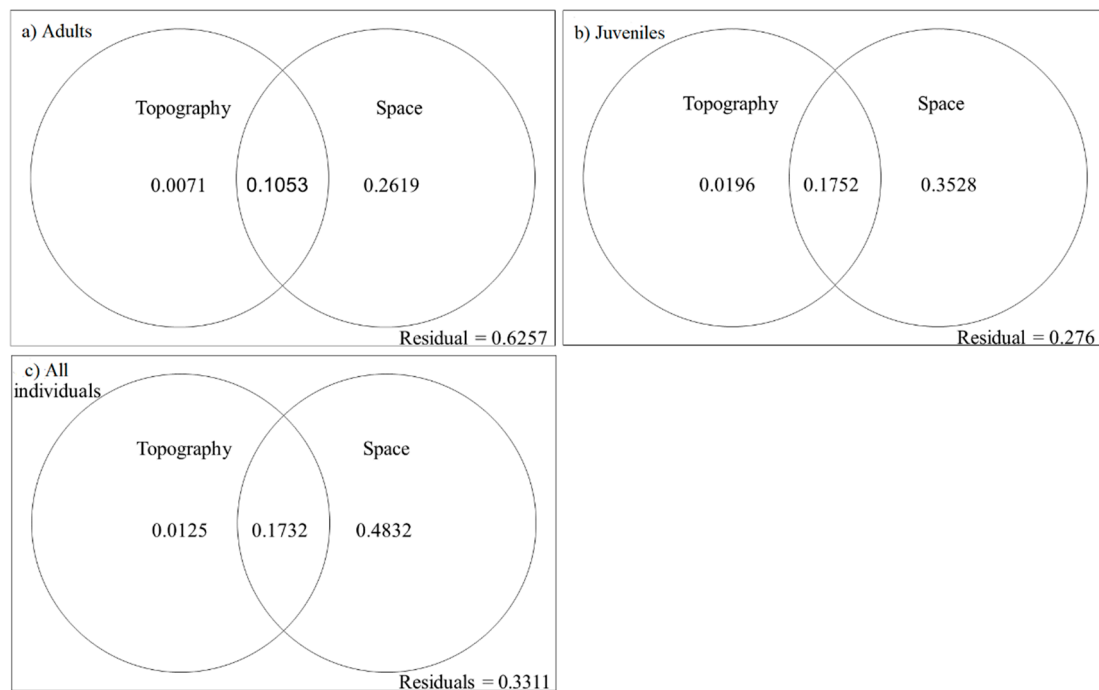 a) Adults
Topography Space
0.0071 0.1053 0.2619
Residual = 0.6257
b) Juveniles
Topography Space
0.0196 0.1752 0.3528
Residual = 0.276
c) All
individuals
Topography Space
0.0125 0.1732 0.4832
Residuals = 0.3311